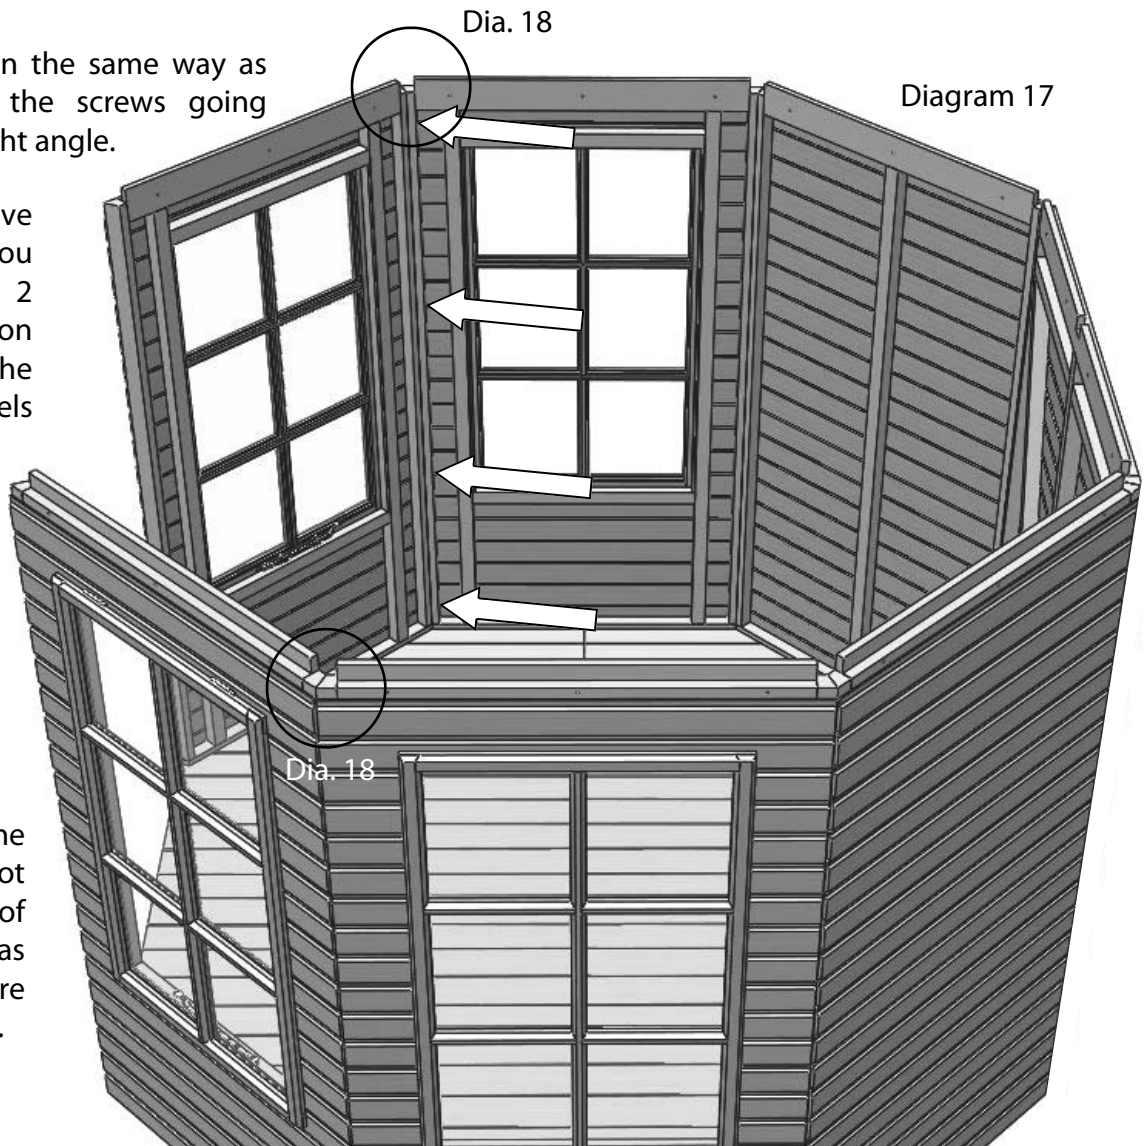 Dia. 18
n the same way as
the screws going
ht angle.
Diagram 17
ve
ou
2
on
he
els
Dia. 18
ne
ot
of
as
re
.